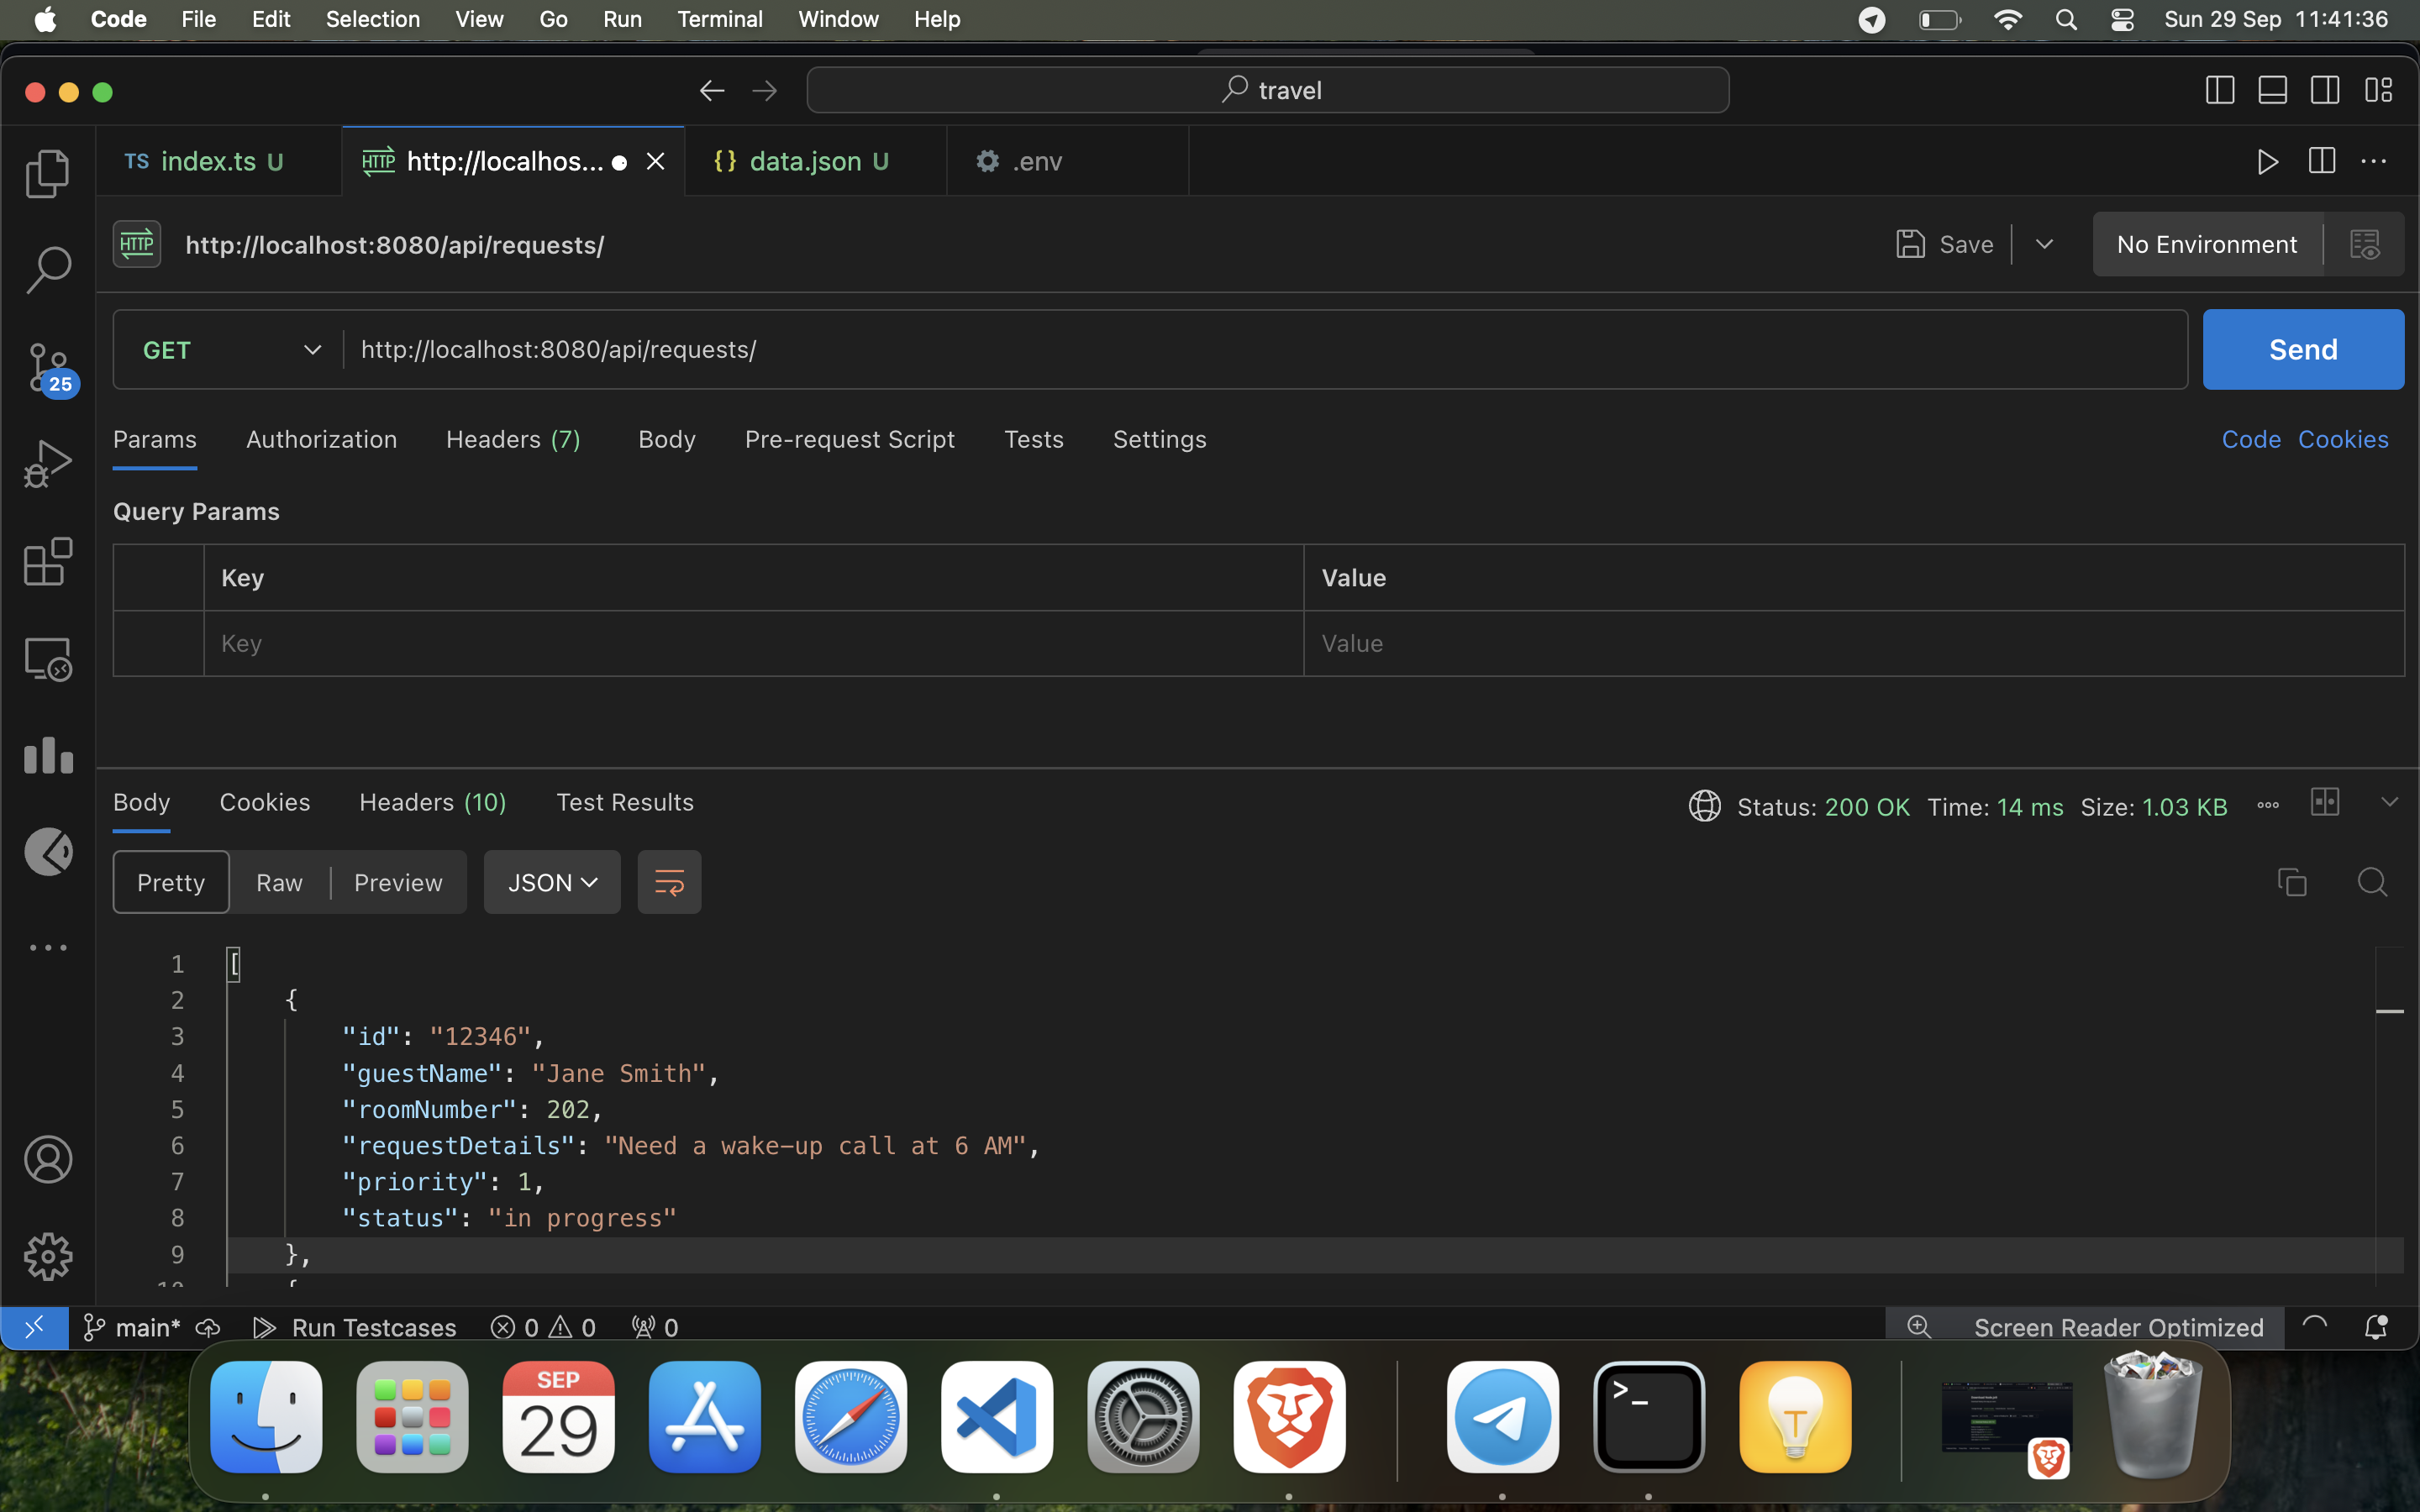 Code File Edit Selection View Go Run Terminal Window Help Sun 29 Sep 11:41:36
travel
TS index.ts U HTTP http://localhos... {} data.json U .env
HTTP http://localhost:8080/api/requests/ Save No Environment
GET http://localhost:8080/api/requests/ Send
25
Params Authorization Headers (7) Body Pre-request Script Tests Settings Code Cookies
Query Params
Key Value
Key Value
Body Cookies Headers (10) Test Results Status: 200 OK Time: 14 ms Size: 1.03 KB
Pretty Raw Preview JSON
1 [
2 {
3 "id": "12346",
4 "guestName": "Jane Smith",
5 "roomNumber": 202,
6 "requestDetails": "Need a wake-up call at 6 AM",
7 "priority": 1,
8 "status": "in progress"
9 },
10 {
main* Run Testcases 0 0 0 Screen Reader Optimized
SEP
29
>_
T